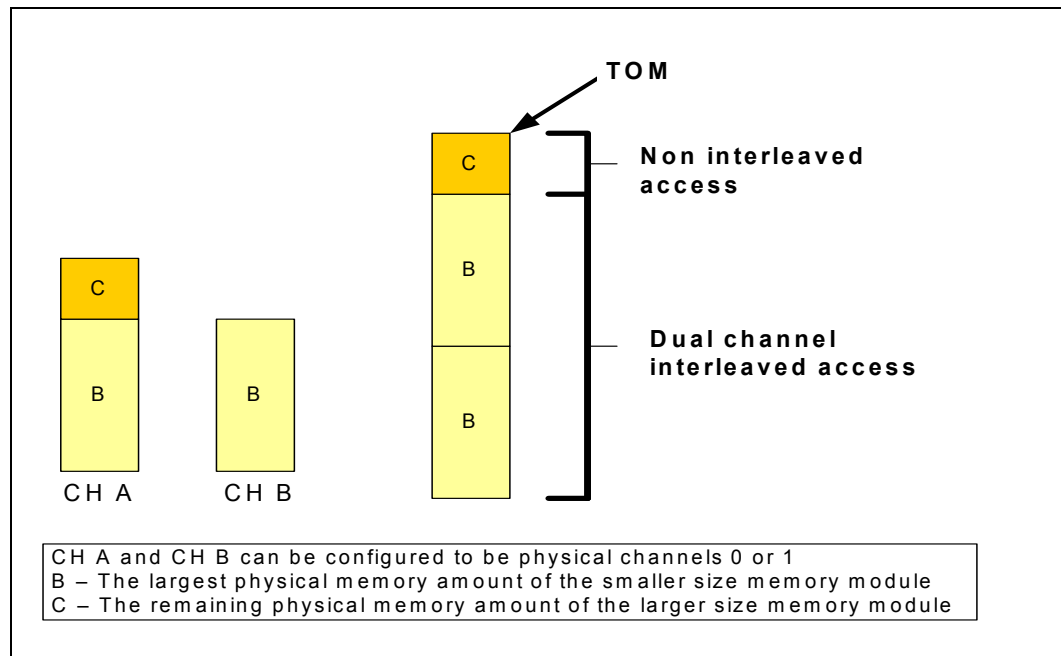 TOM
C
Non interleaved
access
B
C
Dual channel
interleaved access
B
B
B
CH A
CH B
CH A and CH B can be configured to be physical channels 0 or 1
B – The largest physical memory amount of the smaller size memory module
C – The remaining physical memory amount of the larger size memory module